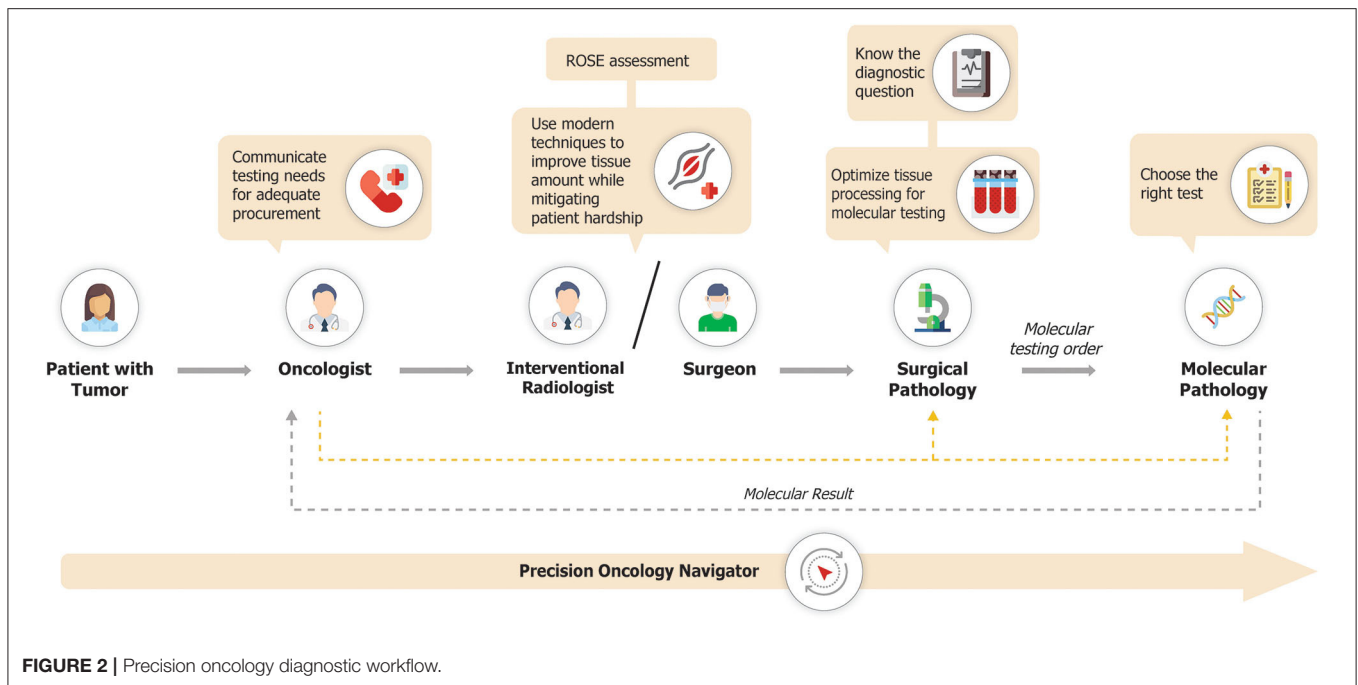 ROSE assessment
Know the
diagnostic
question
Communicate
testing needs
for adequate
procurement
Use modern
techniques to
improve tissue
amount while
mitigating
patient hardship
Optimize tissue
processing for
molecular testing
Choose the
right test
Patient with
Tumor
Oncologist
Interventional
Radiologist
Surgeon
Surgical
Pathology
Molecular
testing order
Molecular
Pathology
Molecular Result
Precision Oncology Navigator
FIGURE 2 | Precision oncology diagnostic workflow.